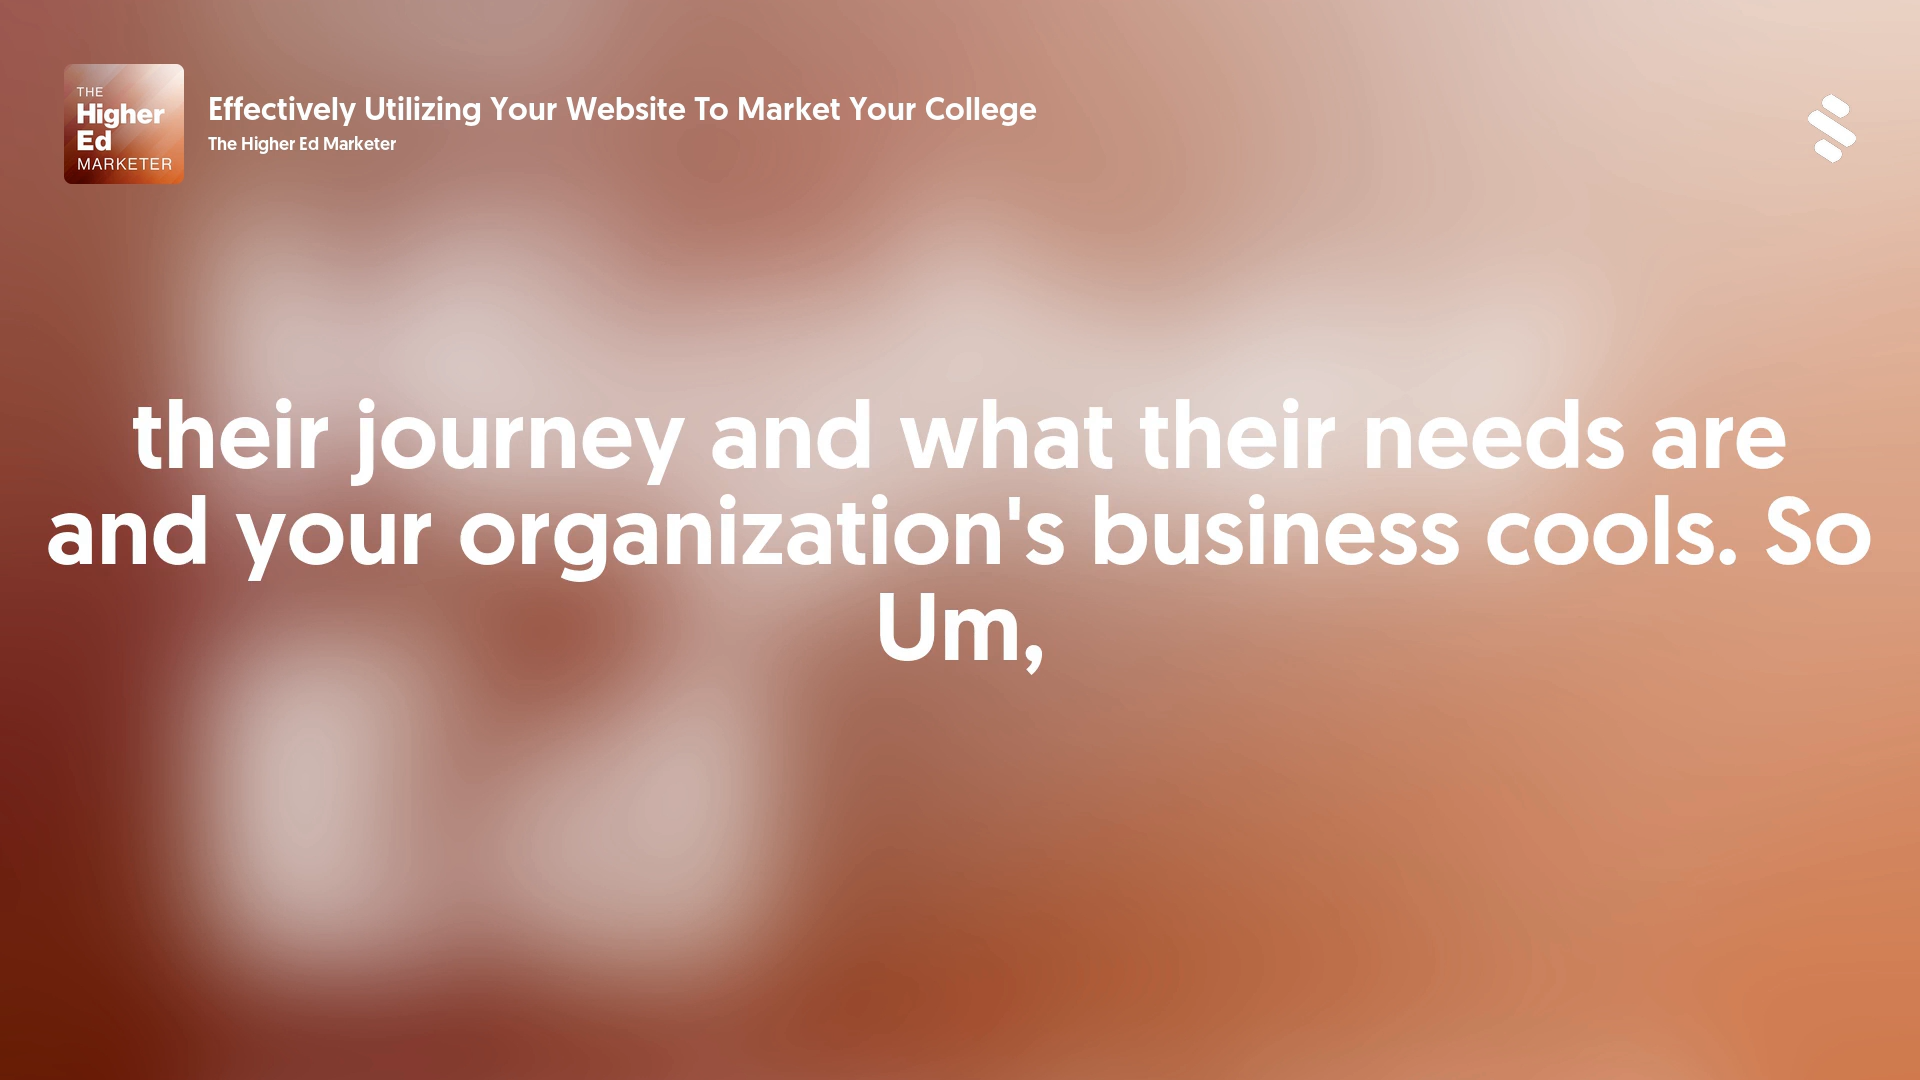 THE
Higher
Ed
MARKETER
Effectively Utilizing Your Website To Market Your College
The Higher Ed Marketer
their journey and what their needs are
and your organization's business cools. So
Um,